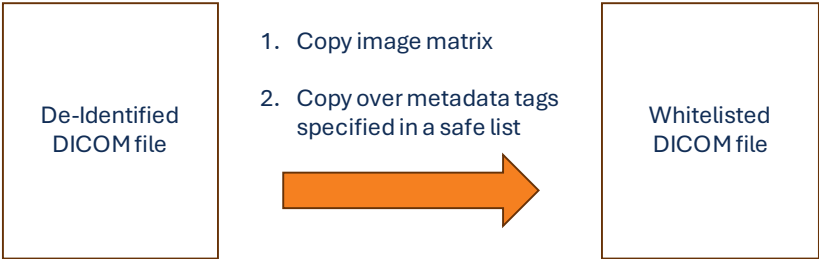 De-Identified
DICOM file
1. Copy image matrix
2. Copy over metadata tags
specified in a safe list
Whitelisted
DICOM file